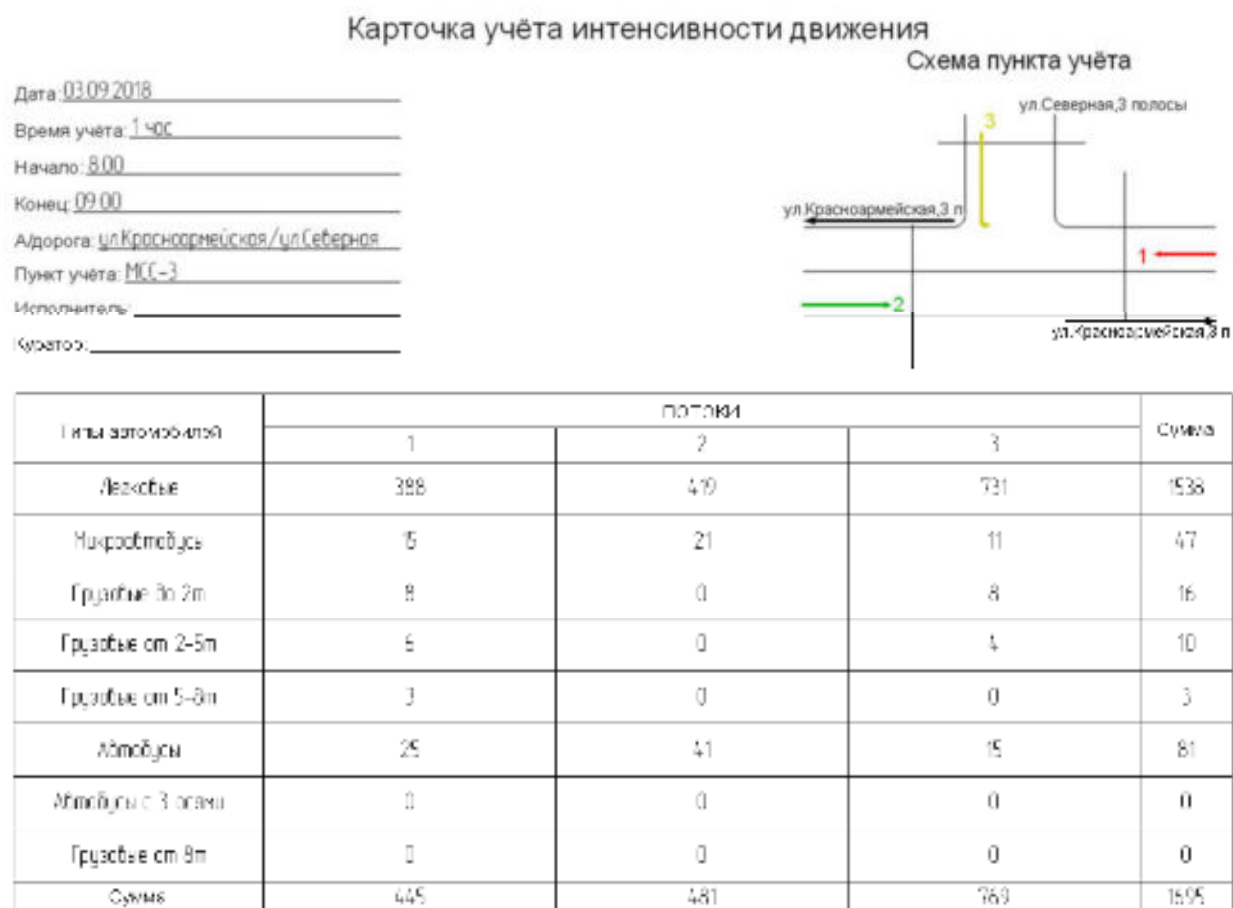 Карточка учёта интенсивности движения
Схема пункта учёта
Дата: 03.09.2018
Время учёта: 1 час
Начало: 8.00
Конец: 09.00
А/дорога: ул.Красноармейская/ул.Северная
Пункт учёта: МСС-3
Исполнитель:
Куратор:
ул.Северная,3 полосы
3
ул.Красноармейская,3 п
1
2
ул.Красноармейская,3 п
Типы автомобилей потоки Сумма
1 2 3
Легковые 388 419 731 1538
Микроавтобусы 15 21 11 47
Грузовые до 2т 8 0 8 16
Грузовые от 2-5т 6 0 4 10
Грузовые от 5-8т 3 0 0 3
Автобусы 25 41 15 81
Автобусы с 3 осями 0 0 0 0
Грузовые от 8т 0 0 0 0
Сумма 445 481 769 1695